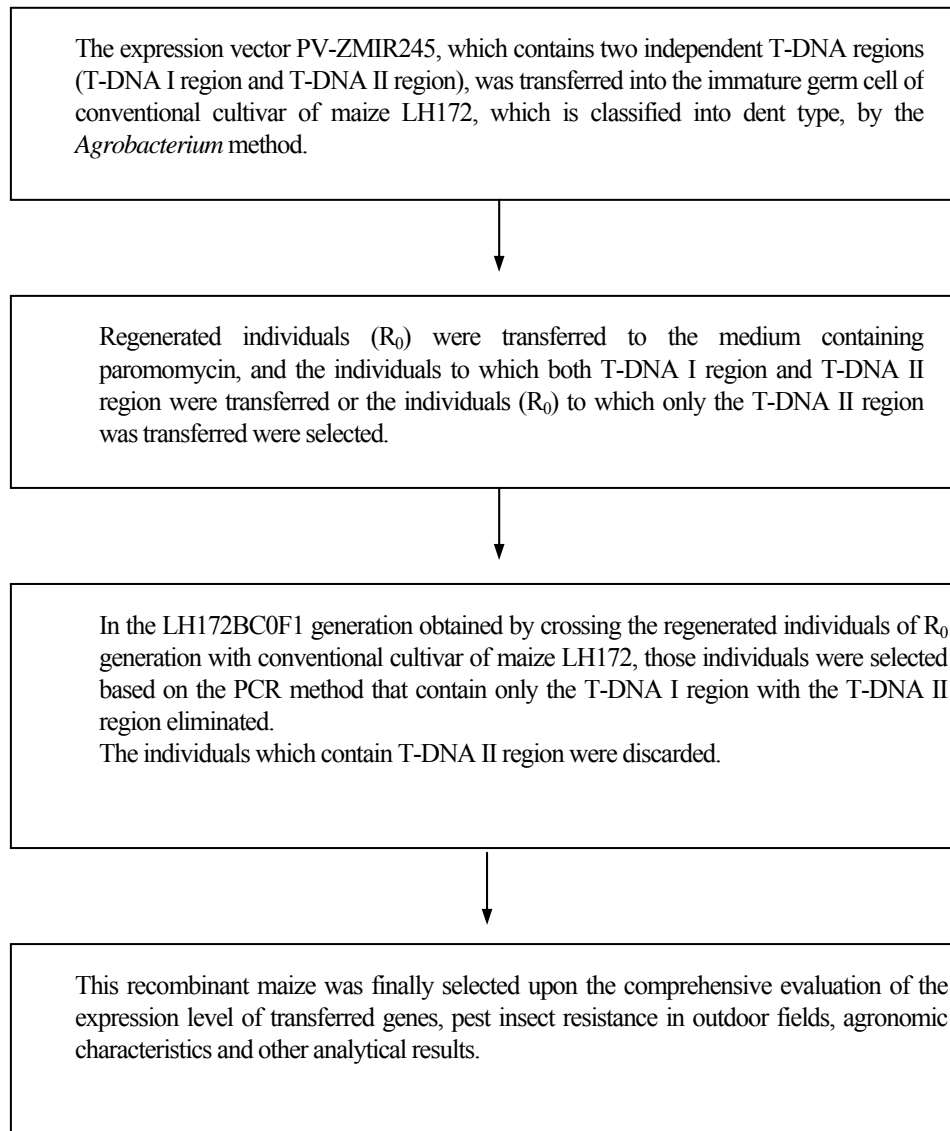 The expression vector PV-ZMIR245, which contains two independent T-DNA regions
(T-DNA I region and T-DNA II region), was transferred into the immature germ cell of
conventional cultivar of maize LH172, which is classified into dent type, by the
Agrobacterium method.
Regenerated individuals (R₀) were transferred to the medium containing
paromomycin, and the individuals to which both T-DNA I region and T-DNA II
region were transferred or the individuals (R₀) to which only the T-DNA II region
was transferred were selected.
In the LH172BC0F1 generation obtained by crossing the regenerated individuals of R₀
generation with conventional cultivar of maize LH172, those individuals were selected
based on the PCR method that contain only the T-DNA I region with the T-DNA II
region eliminated.
The individuals which contain T-DNA II region were discarded.
This recombinant maize was finally selected upon the comprehensive evaluation of the
expression level of transferred genes, pest insect resistance in outdoor fields, agronomic
characteristics and other analytical results.